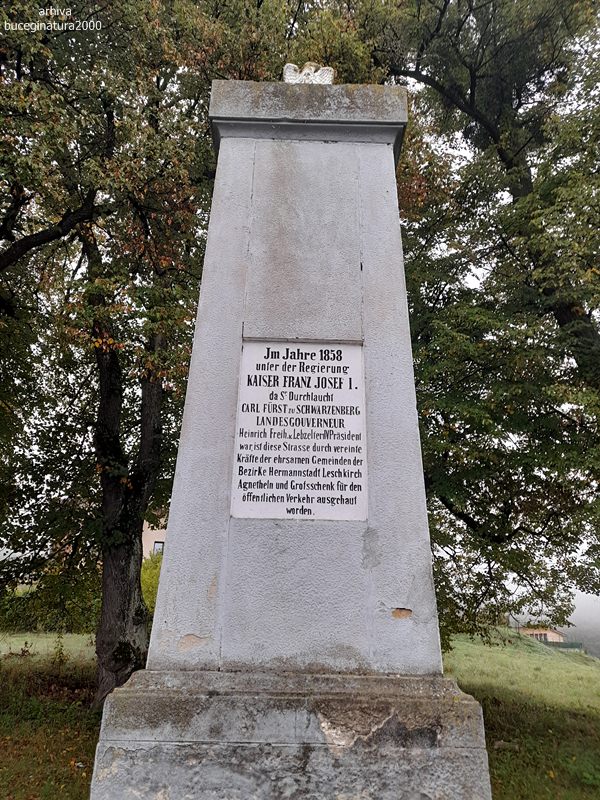 arhiva
buceginatura2000
Jm Jahre 1858
unter der Regierung
KAISER FRANZ JOSEF I.
da Sr Durchlaucht
CARL FÜRST zu SCHWARZENBERG
LANDESGOUVERNEUR
Heinrich Freih. v. Lebzeltern IV Präsident
war, ist diese Strasse durch vereinte
Kräfte der ehrsamen Gemeinden der
Bezirke Hermannstadt Leschkirch
Agnetheln und Grofsschenk für den
öffentlichen Verkehr ausgebaut
worden.